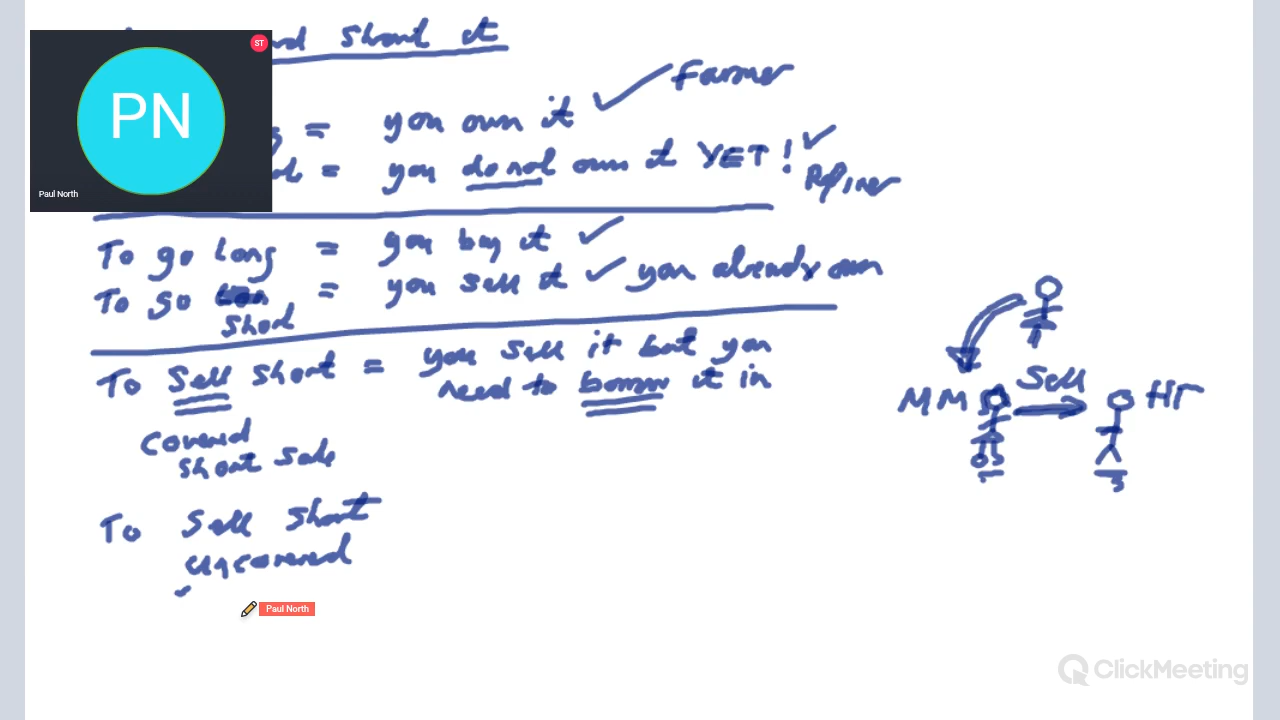 short it
PN
ST
Paul North
= you own it ✓ Farmer
= you do not own it YET! ✓
Refiner
To go long = you buy it ✓
To go = you sell it ✓ you already own
short
To sell short = you sell it but you
need to borrow it in
Covered
short sale
To sell short
uncovered
Paul North
Sell
MM
ClickMeeting